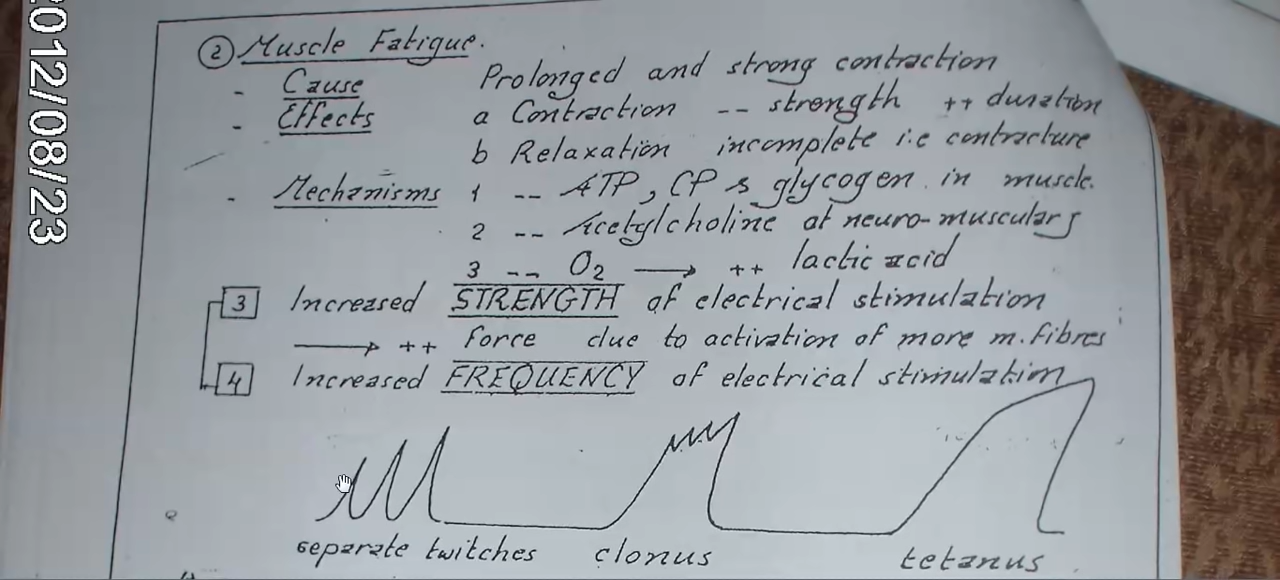 2012/08/23
② Muscle Fatigue.
- Cause Prolonged and strong contraction
- Effects a Contraction -- strength ++ duration
b Relaxation incomplete i.e contracture
- Mechanisms 1 -- ATP, CP & glycogen in muscle.
2 -- Acetylcholine at neuro-muscular j
3 -- O2 → ++ lactic acid
3 Increased STRENGTH of electrical stimulation
→ ++ force due to activation of more m. fibres
4 Increased FREQUENCY of electrical stimulation
separate twitches clonus tetanus